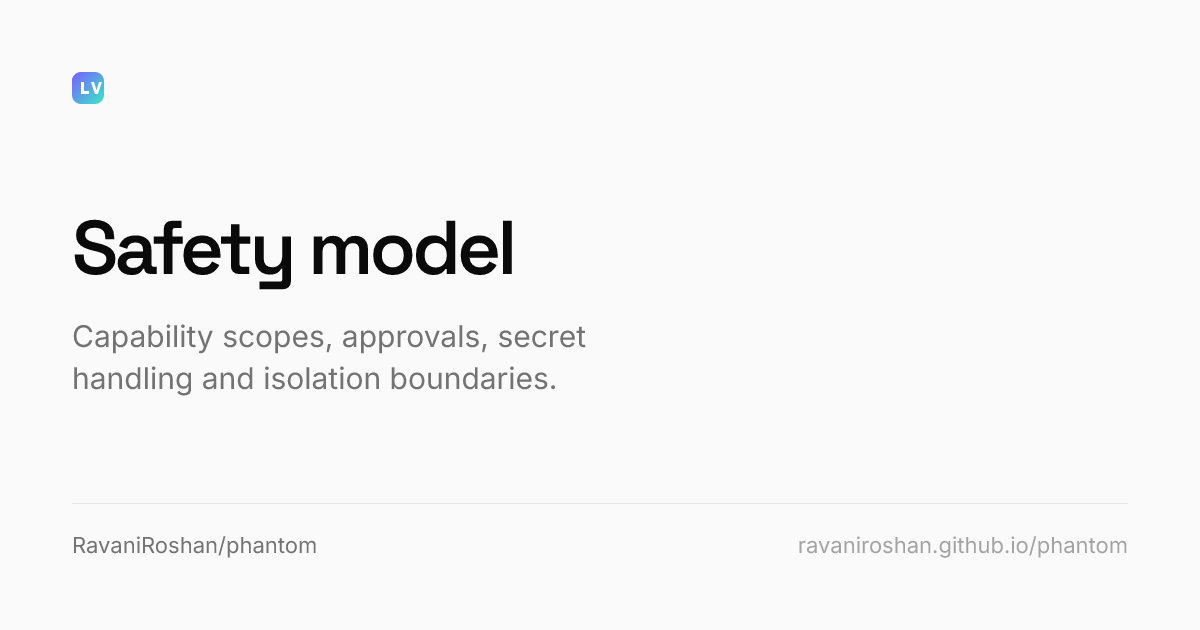 LV
Safety model
Capability scopes, approvals, secret
handling and isolation boundaries.
RavaniRoshan/phantom
ravaniroshan.github.io/phantom